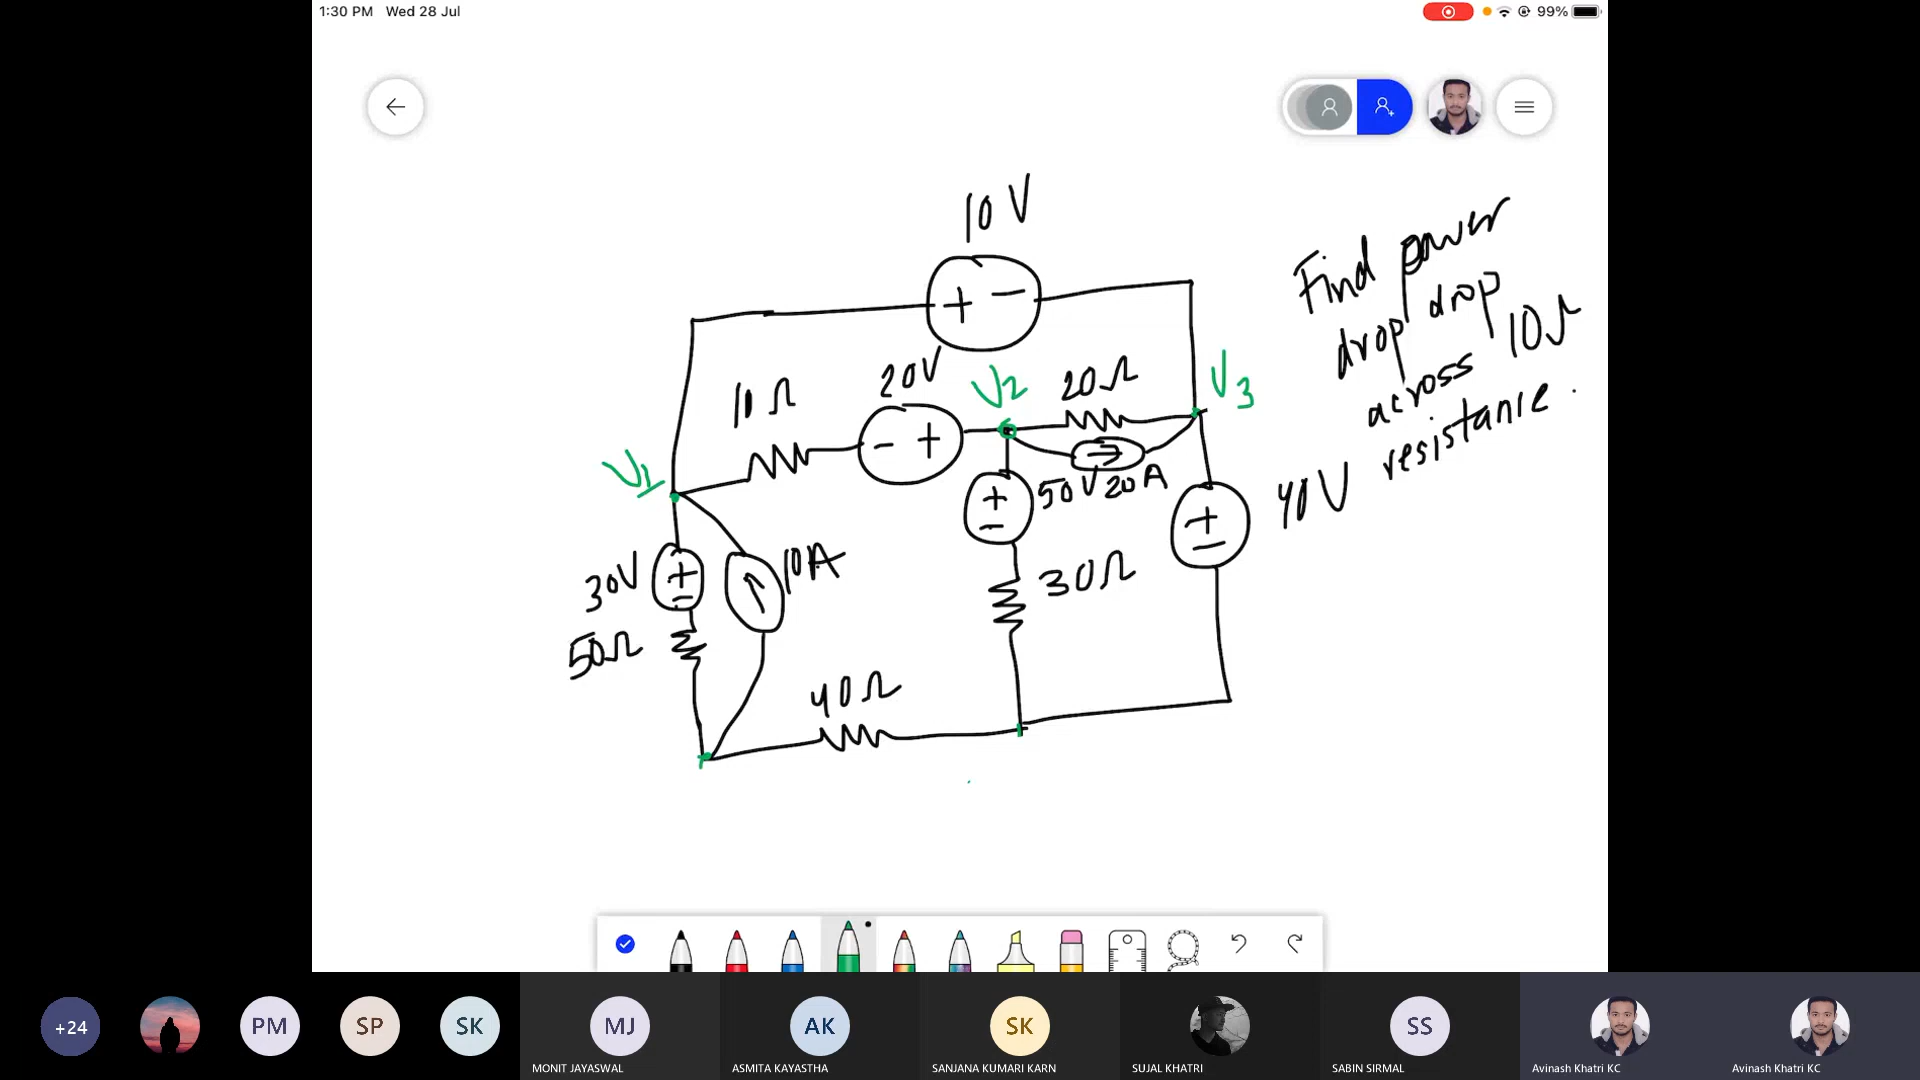 1:30 PM Wed 28 Jul
99%
10 V
Find power
drop drop
across 10Ω
resistance.
10Ω
20V
V2
20Ω
V3
V1
50V
20A
40V
30V
10A
30Ω
50Ω
40Ω
+24
PM
SP
SK
MJ
AK
SK
SS
MONIT JAYASWAL
ASMITA KAYASTHA
SANJANA KUMARI KARN
SUJAL KHATRI
SABIN SIRMAL
Avinash Khatri KC
Avinash Khatri KC